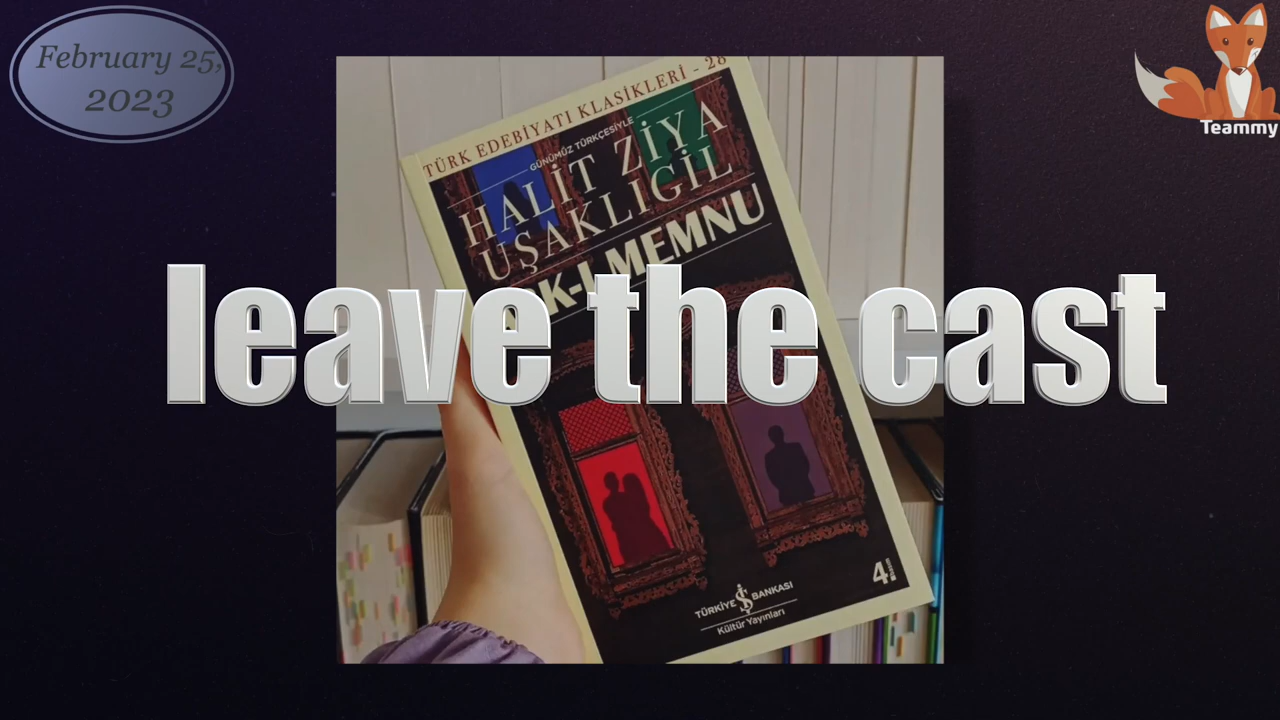 February 25,
2023
Teammy
TÜRK EDEBİYATI KLASİKLERİ - 28
GÜNÜMÜZ TÜRKÇESİYLE
HALİT ZİYA
UŞAKLIGİL
MEMNU
leave the cast
4.
TÜRKİYE İŞ BANKASI
Kültür Yayınları